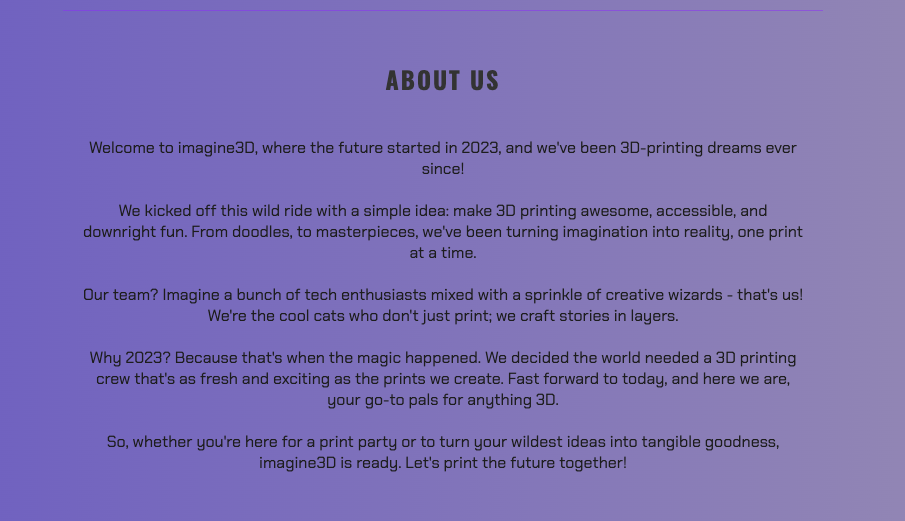 ABOUT US
Welcome to imagine3D, where the future started in 2023, and we've been 3D-printing dreams ever
since!
We kicked off this wild ride with a simple idea: make 3D printing awesome, accessible, and
downright fun. From doodles, to masterpieces, we've been turning imagination into reality, one print
at a time.
Our team? Imagine a bunch of tech enthusiasts mixed with a sprinkle of creative wizards - that's us!
We're the cool cats who don't just print; we craft stories in layers.
Why 2023? Because that's when the magic happened. We decided the world needed a 3D printing
crew that's as fresh and exciting as the prints we create. Fast forward to today, and here we are,
your go-to pals for anything 3D.
So, whether you're here for a print party or to turn your wildest ideas into tangible goodness,
imagine3D is ready. Let's print the future together!